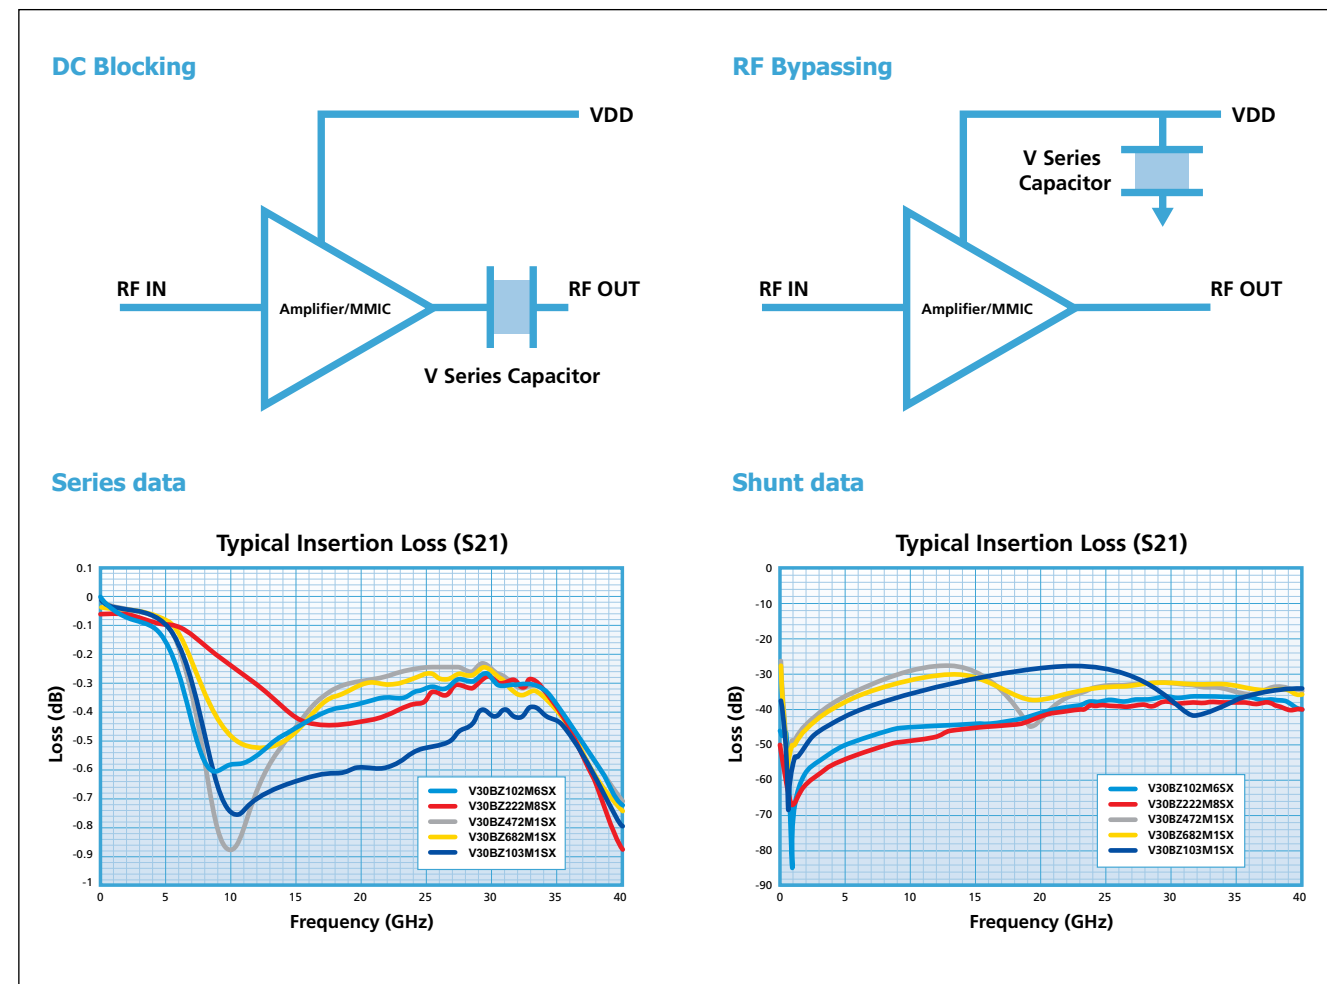 DC Blocking
VDD
RF IN
Amplifier/MMIC
RF OUT
V Series Capacitor
RF Bypassing
VDD
V Series
Capacitor
RF IN
Amplifier/MMIC
RF OUT
Series data
Typical Insertion Loss (S21)
0.1
0
-0.1
-0.2
-0.3
-0.4
-0.5
-0.6
-0.7
-0.8
-0.9
-1
Loss (dB)
V30BZ102M6SX
V30BZ222M8SX
V30BZ472M1SX
V30BZ682M1SX
V30BZ103M1SX
0 5 10 15 20 25 30 35 40
Frequency (GHz)
Shunt data
Typical Insertion Loss (S21)
0
-10
-20
-30
-40
-50
-60
-70
-80
-90
Loss (dB)
V30BZ102M6SX
V30BZ222M8SX
V30BZ472M1SX
V30BZ682M1SX
V30BZ103M1SX
0 5 10 15 20 25 30 35 40
Frequency (GHz)